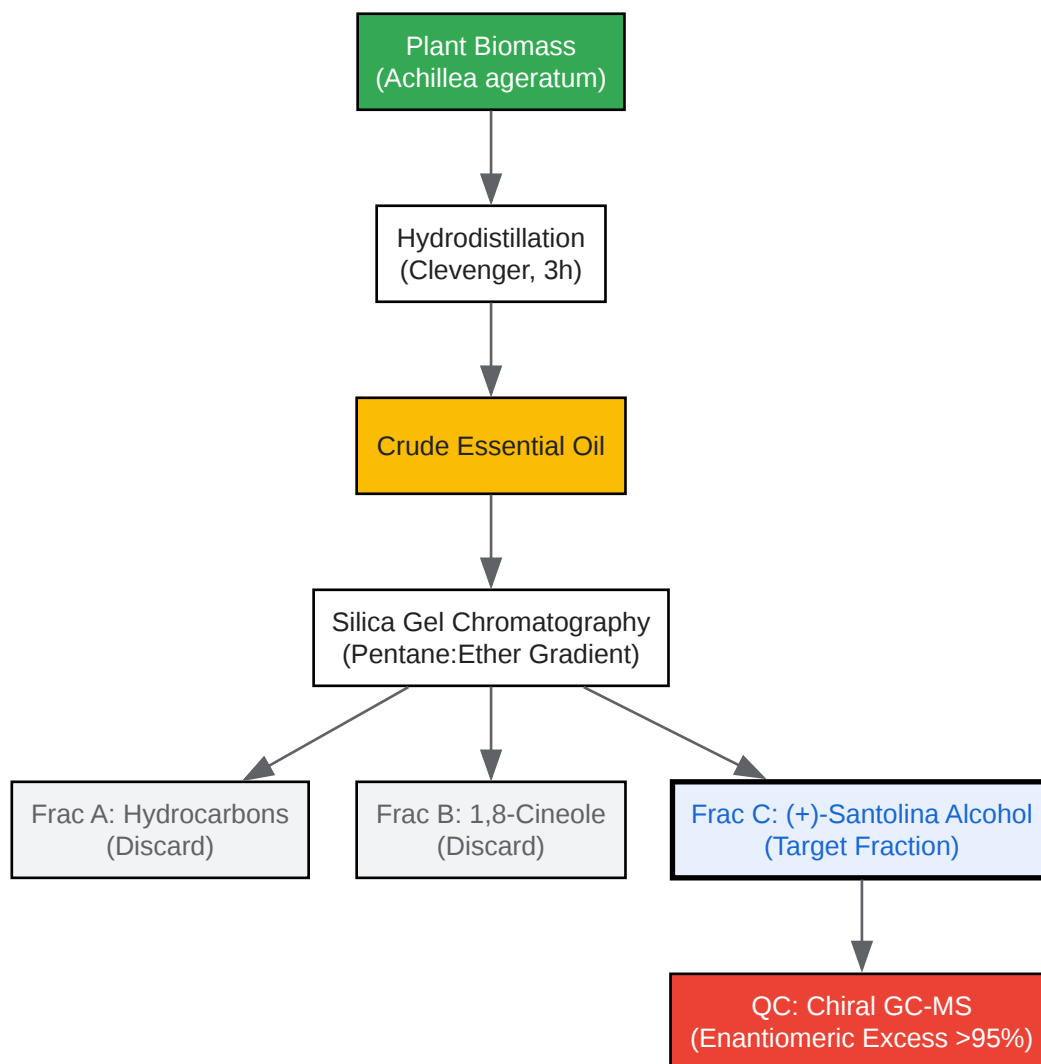 Plant Biomass
(Achillea ageratum)
Hydrodistillation
(Clevenger, 3h)
Crude Essential Oil
Silica Gel Chromatography
(Pentane:Ether Gradient)
Frac A: Hydrocarbons
(Discard)
Frac B: 1,8-Cineole
(Discard)
Frac C: (+)-Santolina Alcohol
(Target Fraction)
QC: Chiral GC-MS
(Enantiomeric Excess >95%)